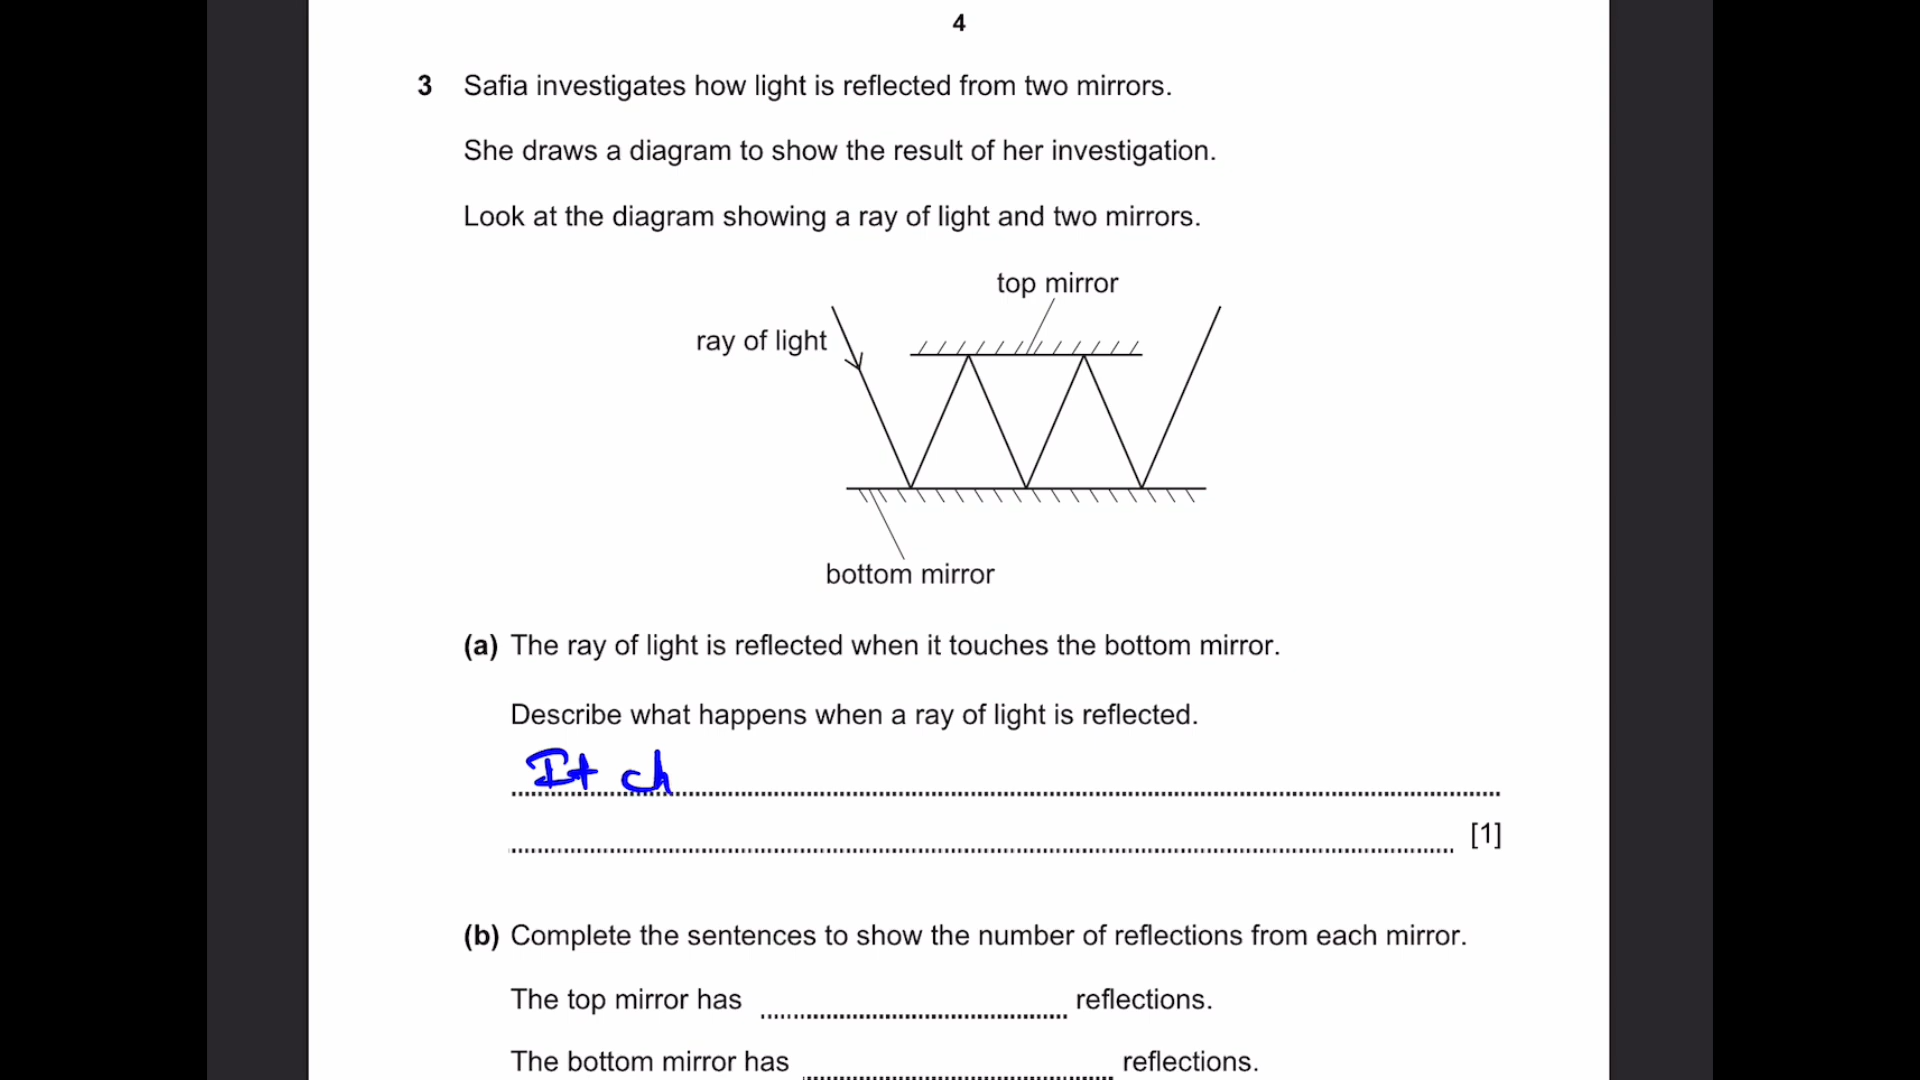 4
3 Safia investigates how light is reflected from two mirrors.
She draws a diagram to show the result of her investigation.
Look at the diagram showing a ray of light and two mirrors.
top mirror
ray of light
bottom mirror
(a) The ray of light is reflected when it touches the bottom mirror.
Describe what happens when a ray of light is reflected.
It ch
[1]
(b) Complete the sentences to show the number of reflections from each mirror.
The top mirror has ........ reflections.
The bottom mirror has ........ reflections.